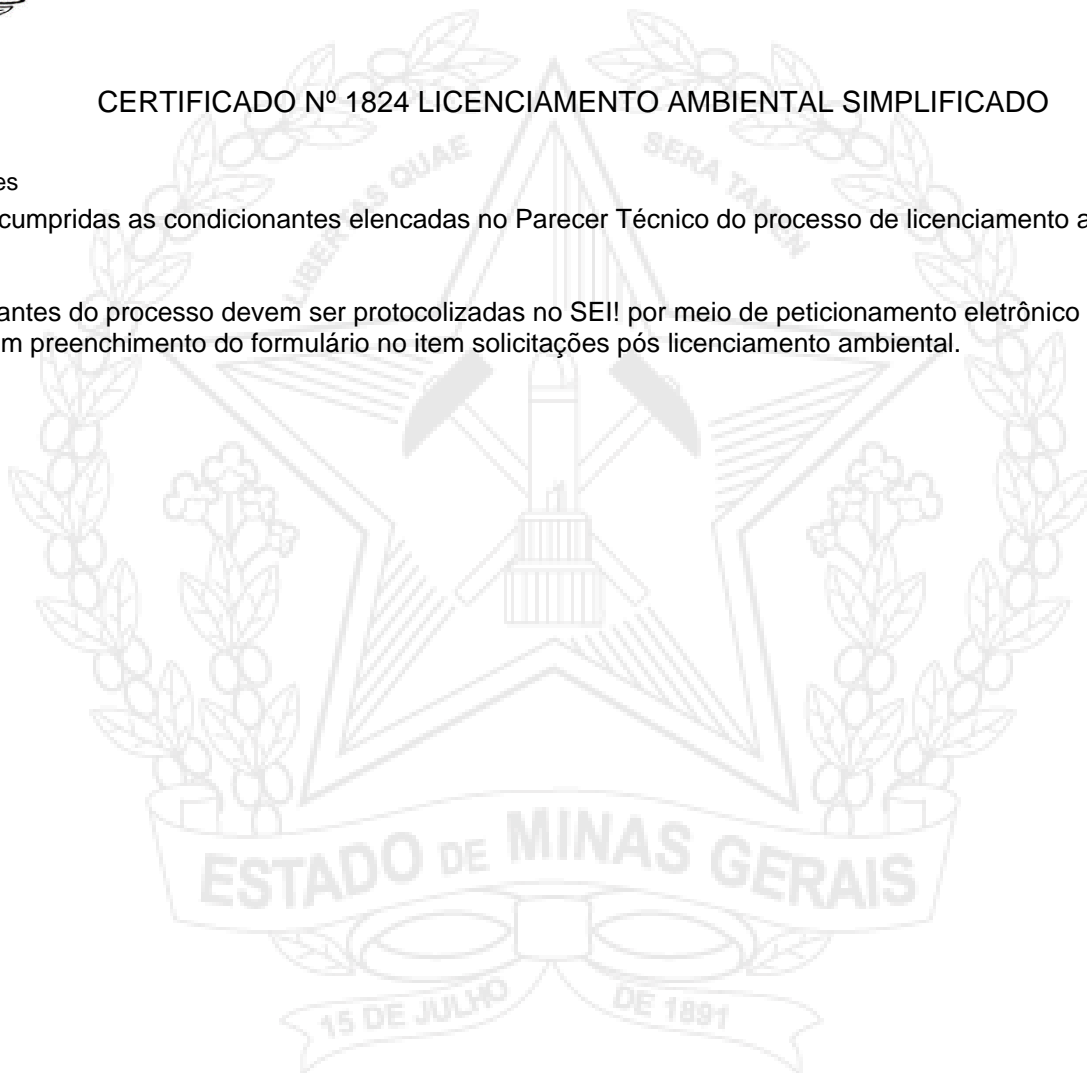 CERTIFICADO Nº 1824 LICENCIAMENTO AMBIENTAL SIMPLIFICADO
es
cumpridas as condicionantes elencadas no Parecer Técnico do processo de licenciamento a
antes do processo devem ser protocolizadas no SEI! por meio de peticionamento eletrônico
m preenchimento do formulário no item solicitações pós licenciamento ambiental.
LIBERTAS QUAE SERA TAMEN
ESTADO DE MINAS GERAIS
15 DE JULHO DE 1891